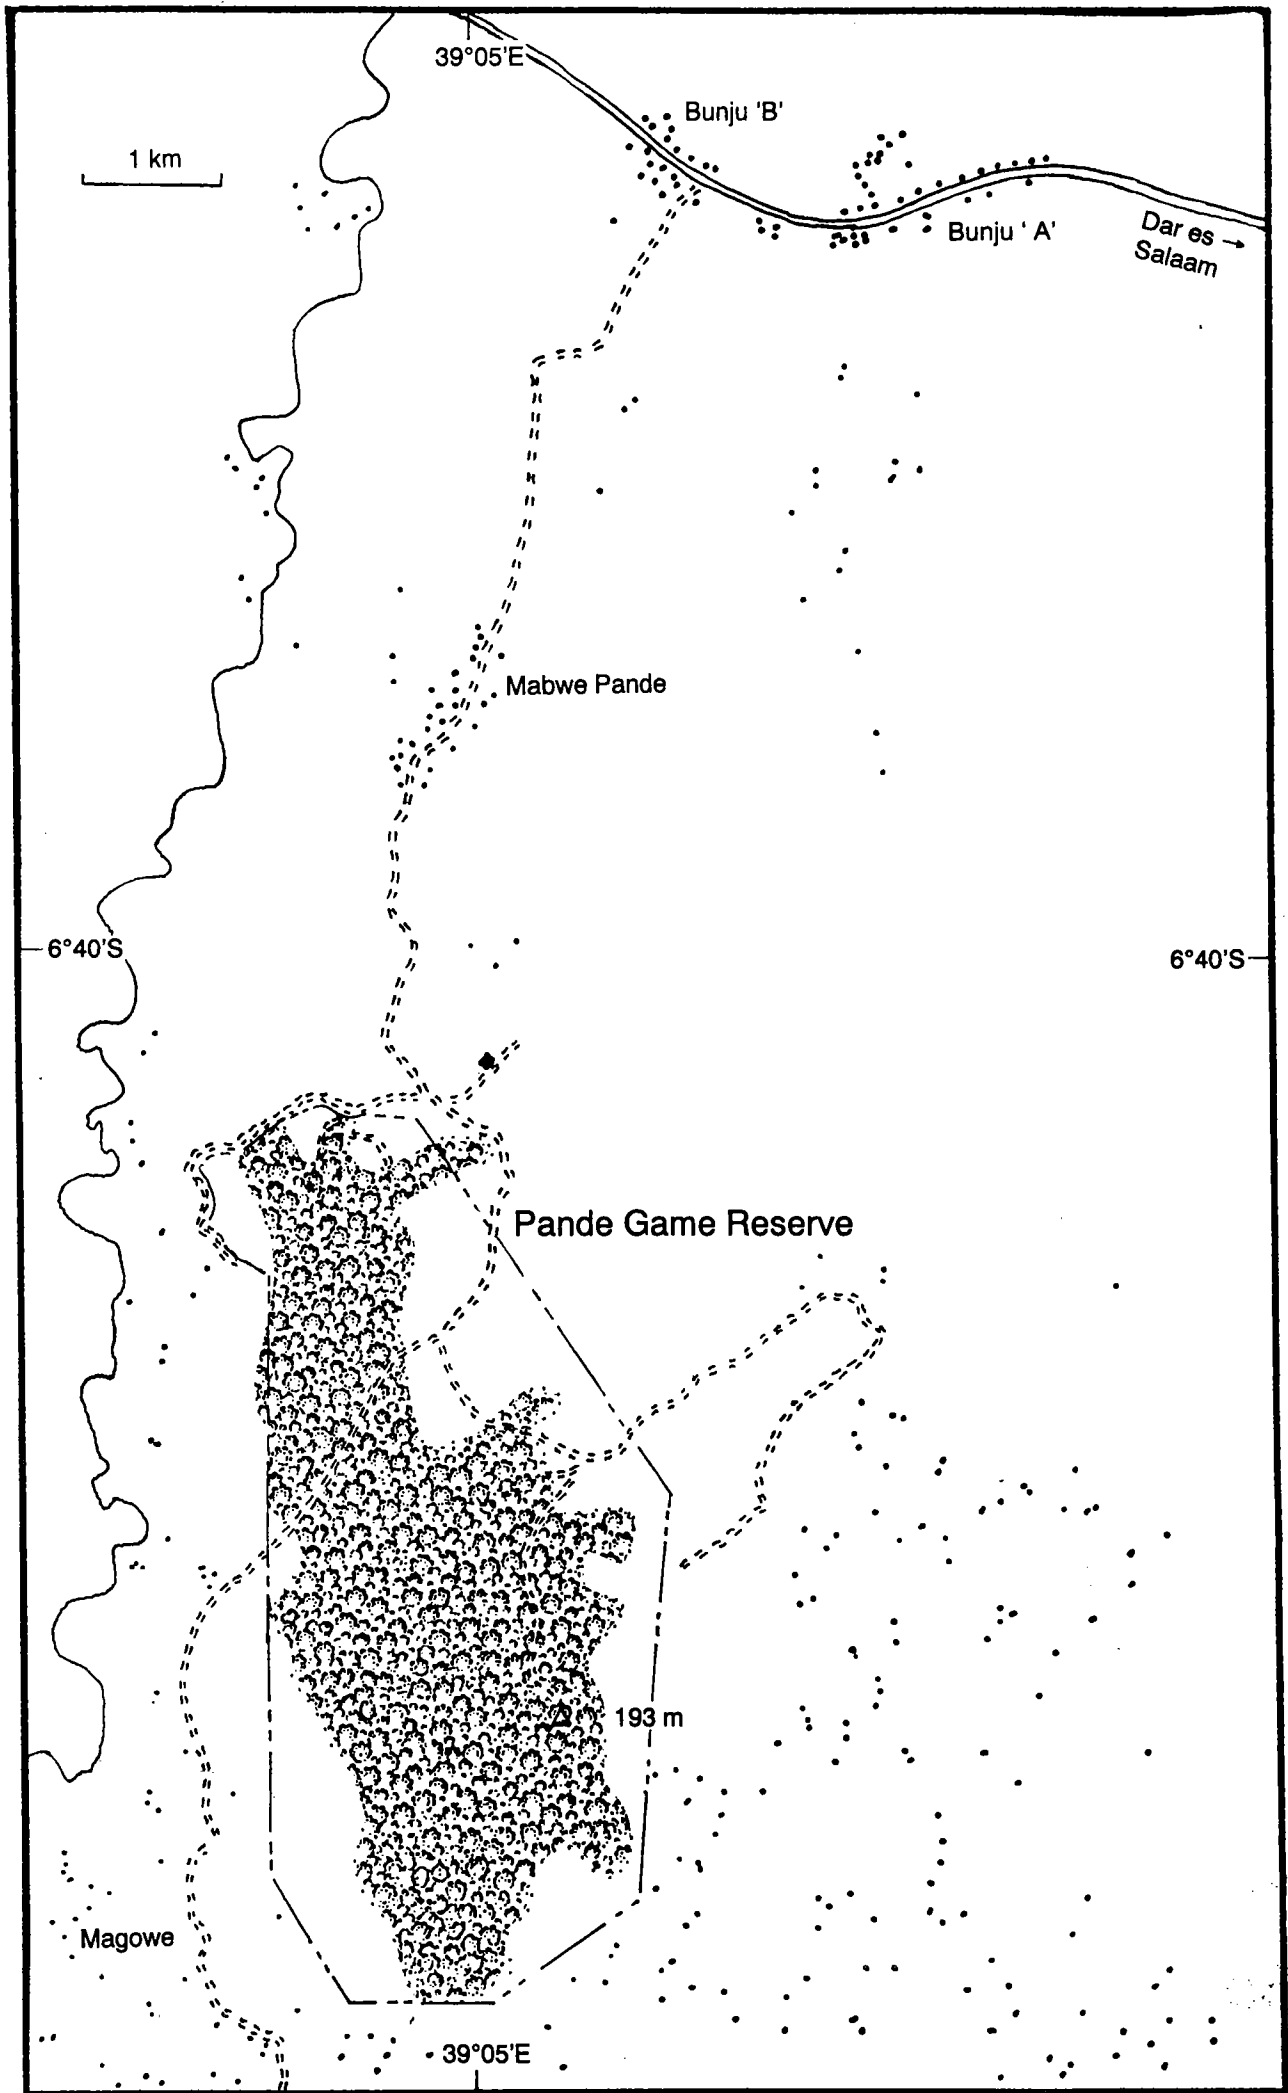 39°05'E
Bunju 'B'
1 km
Bunju 'A'
Dar es →
Salaam
Mabwe Pande
6°40'S
6°40'S
Pande Game Reserve
193 m
Magowe
39°05'E